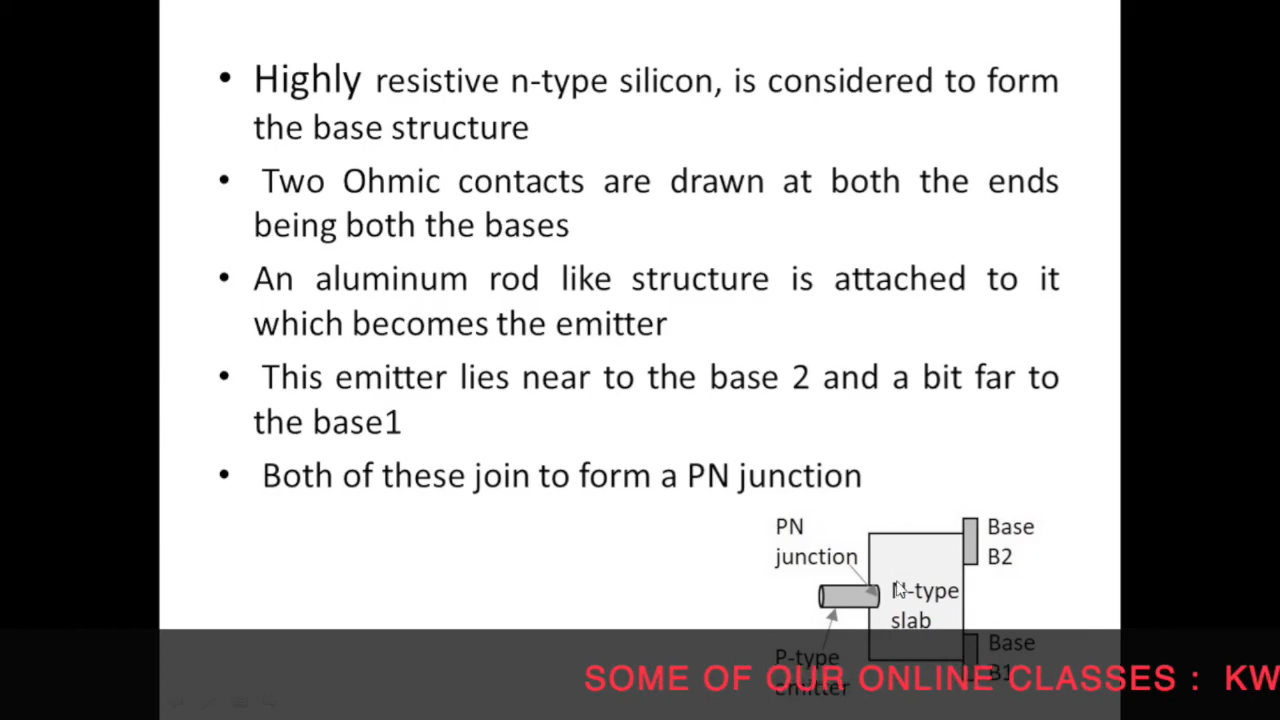 • Highly resistive n-type silicon, is considered to form
the base structure
• Two Ohmic contacts are drawn at both the ends
being both the bases
• An aluminum rod like structure is attached to it
which becomes the emitter
• This emitter lies near to the base 2 and a bit far to
the base1
• Both of these join to form a PN junction
PN
junction
Base
B2
N-type
slab
P-type
emitter
Base
B1
SOME OF OUR ONLINE CLASSES : KW